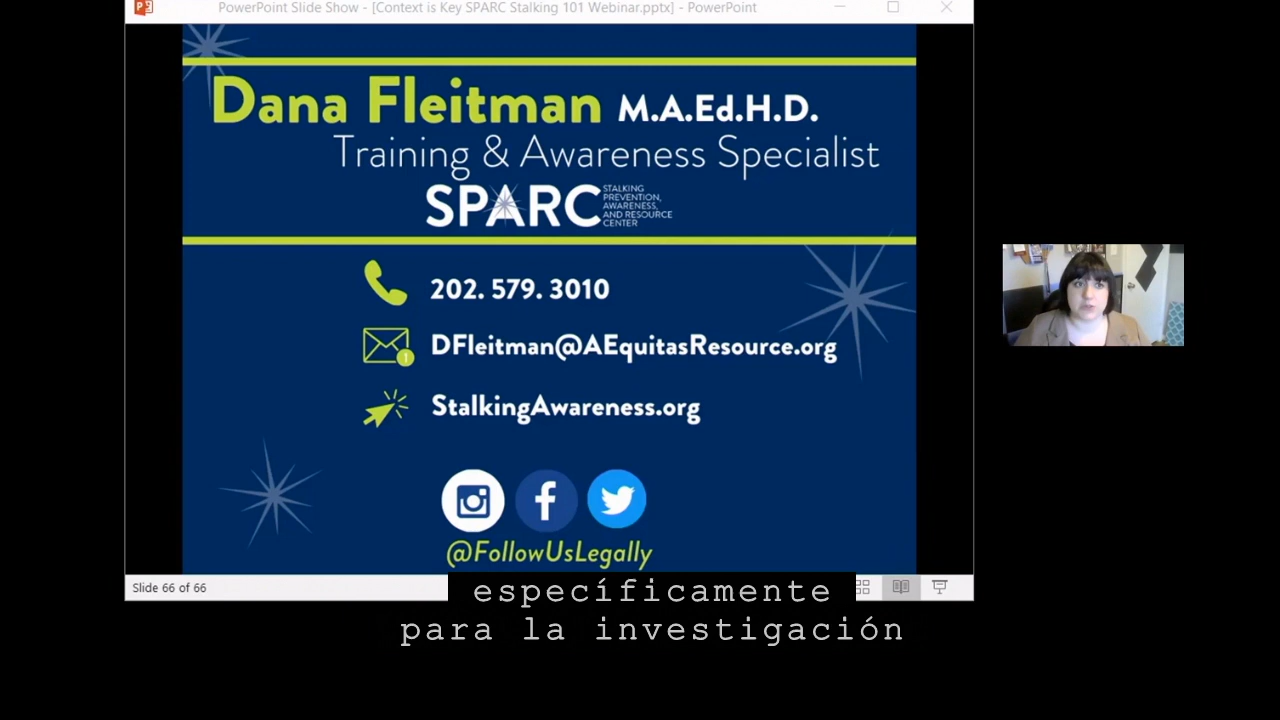 PowerPoint Slide Show - [Context is Key SPARC Stalking 101 Webinar.pptx] - PowerPoint
Dana Fleitman M.A.Ed.H.D.
Training & Awareness Specialist
SPARC
STALKING
PREVENTION,
AWARENESS,
AND RESOURCE
CENTER
202. 579. 3010
DFleitman@AEquitasResource.org
StalkingAwareness.org
@FollowUsLegally
Slide 66 of 66
específicamente
para la investigación